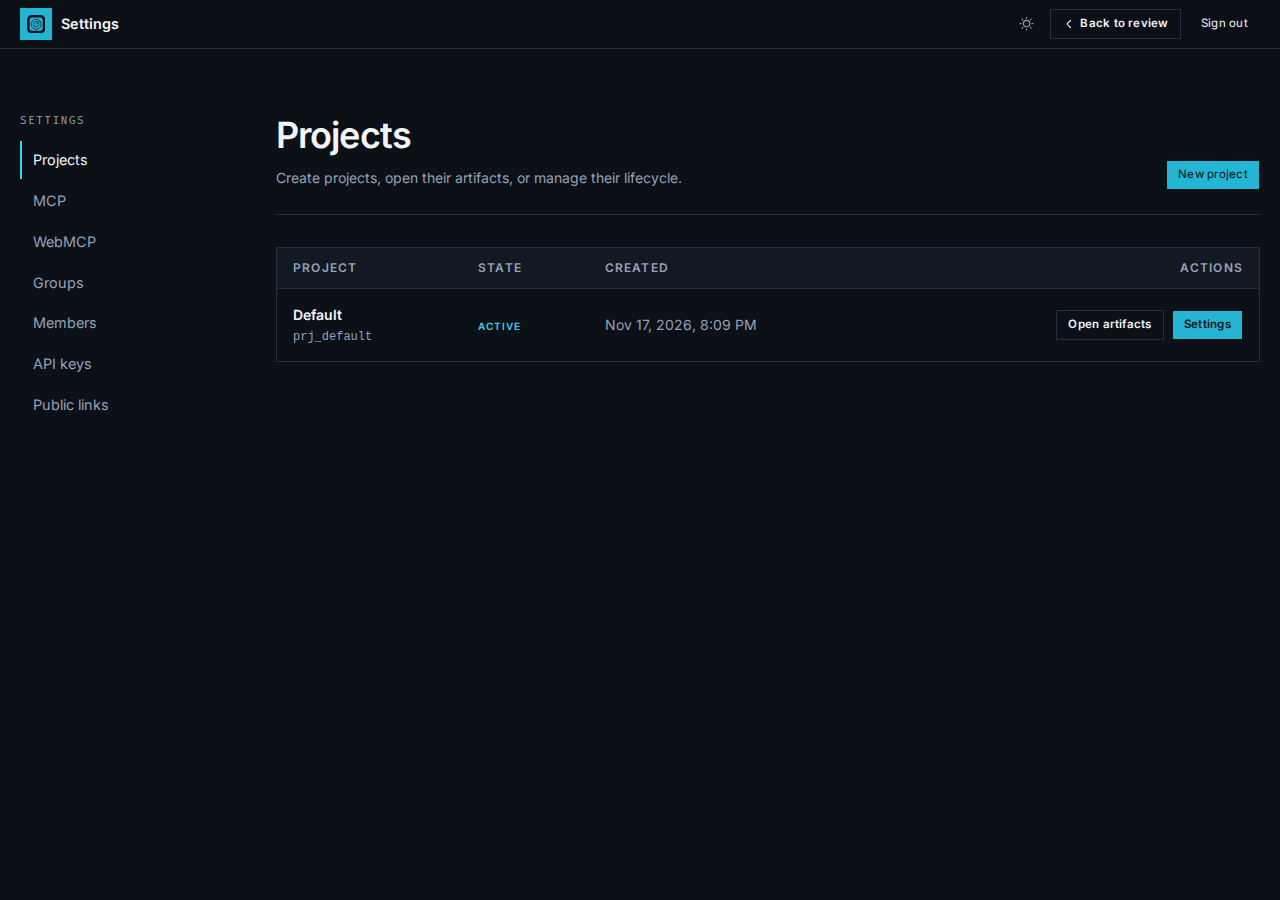 Settings
Back to review
Sign out
SETTINGS
Projects
MCP
WebMCP
Groups
Members
API keys
Public links
Projects
Create projects, open their artifacts, or manage their lifecycle.
New project
PROJECT STATE CREATED ACTIONS
Default
prj_default
ACTIVE
Nov 17, 2026, 8:09 PM
Open artifacts
Settings